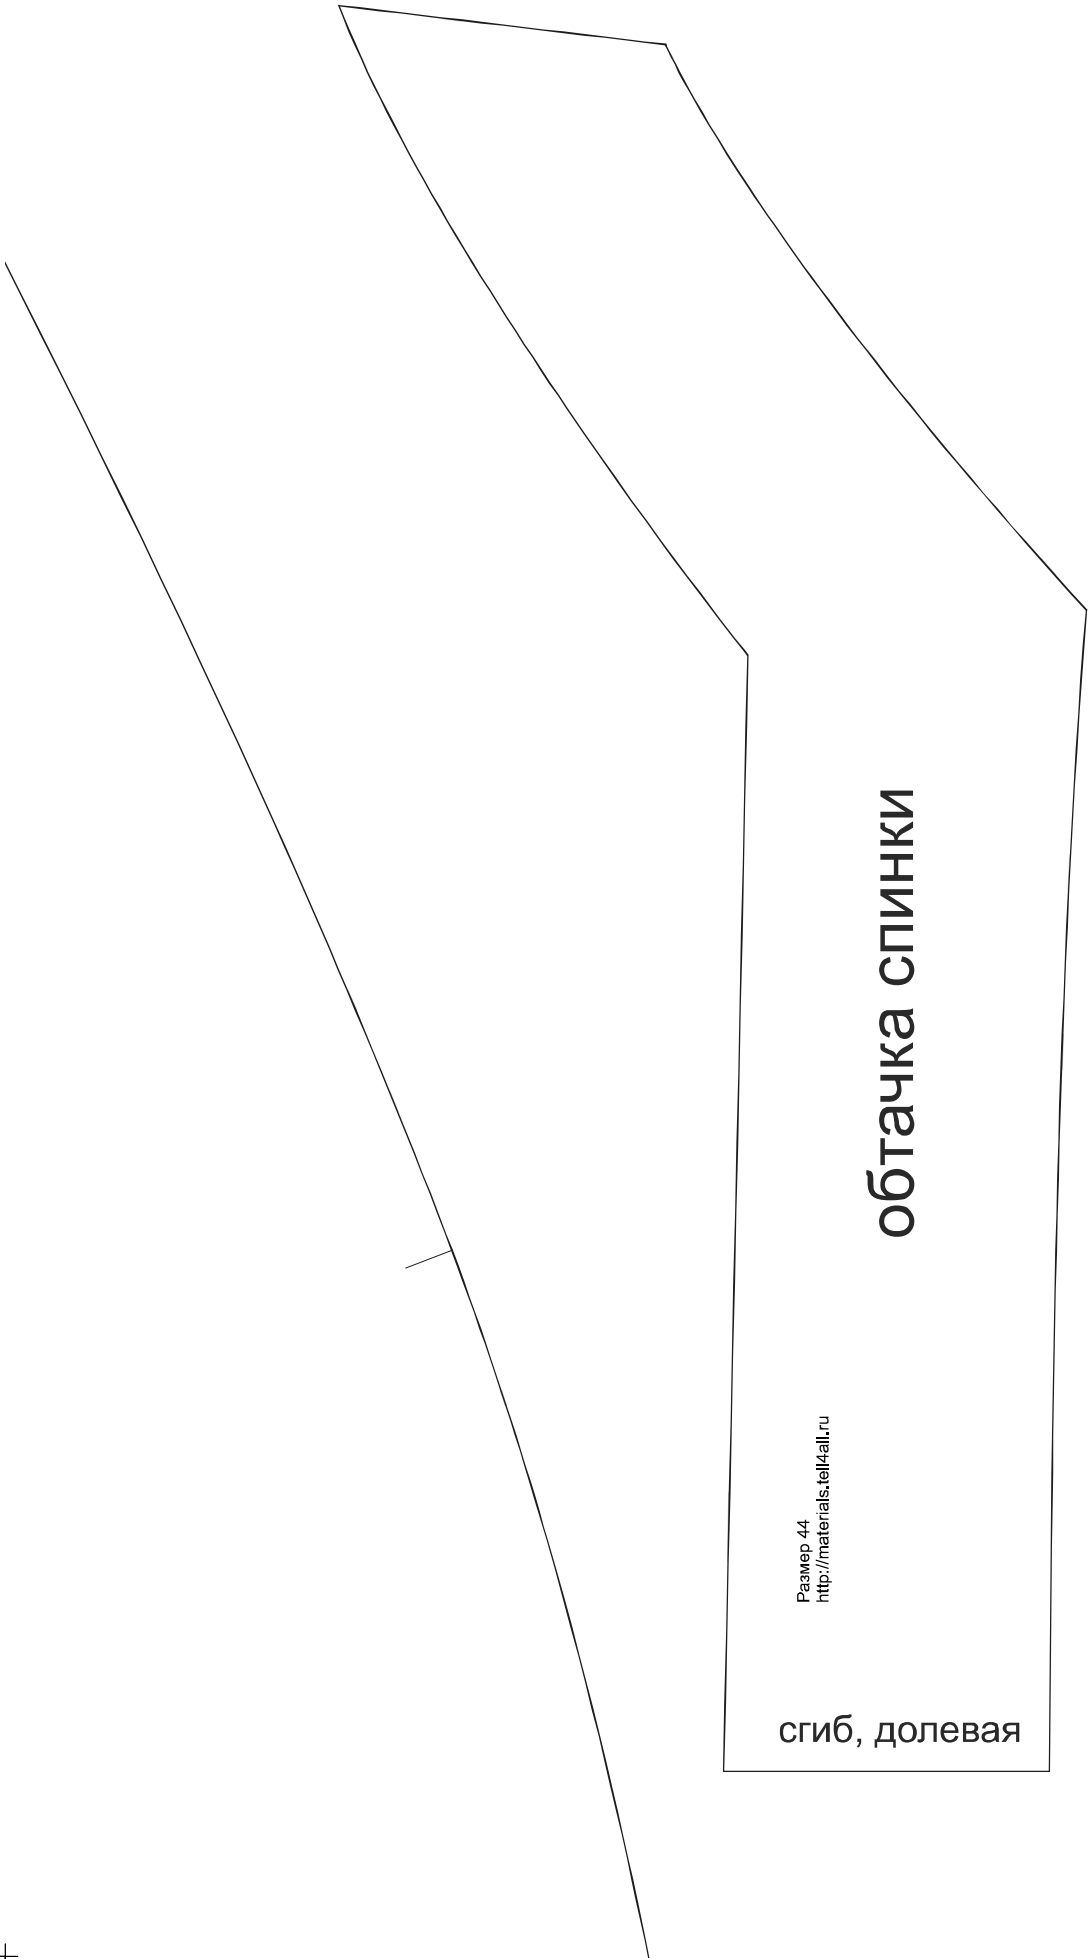 обтачка спинки
Размер 44
http://materials.tell4all.ru
сгиб, долевая